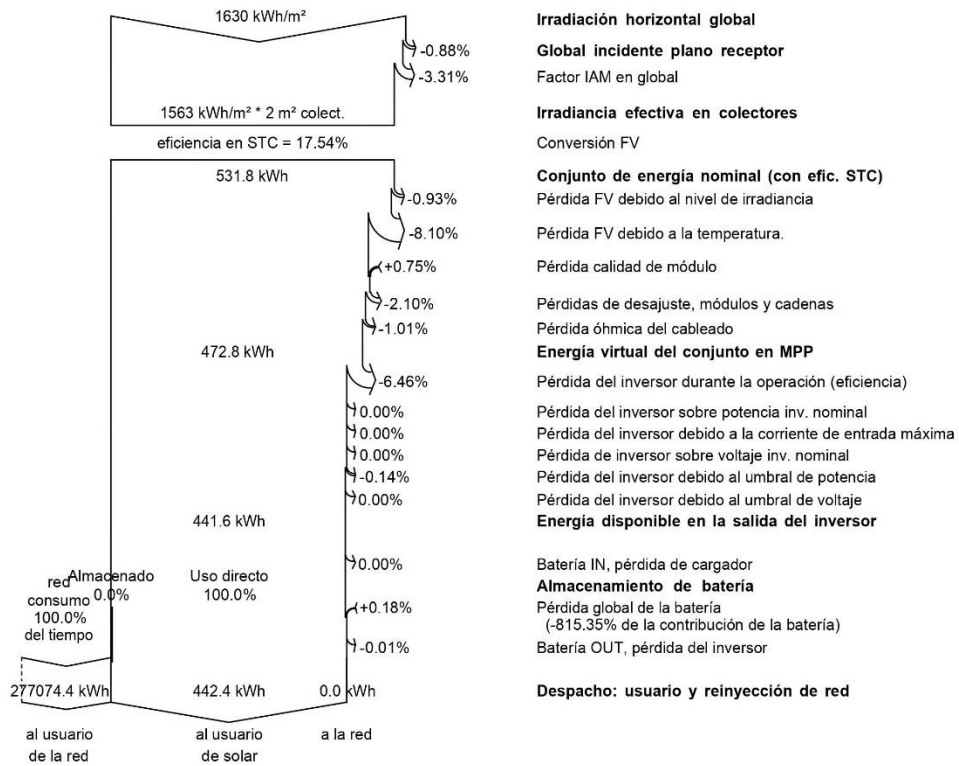 1630 kWh/m²
Irradiación horizontal global
-0.88%
Global incidente plano receptor
-3.31%
Factor IAM en global
1563 kWh/m² * 2 m² colect.
Irradiancia efectiva en colectores
eficiencia en STC = 17.54%
Conversión FV
531.8 kWh
Conjunto de energía nominal (con efic. STC)
-0.93%
Pérdida FV debido al nivel de irradiancia
-8.10%
Pérdida FV debido a la temperatura.
+0.75%
Pérdida calidad de módulo
-2.10%
Pérdidas de desajuste, módulos y cadenas
-1.01%
Pérdida óhmica del cableado
472.8 kWh
Energía virtual del conjunto en MPP
-6.46%
Pérdida del inversor durante la operación (eficiencia)
0.00%
Pérdida del inversor sobre potencia inv. nominal
0.00%
Pérdida del inversor debido a la corriente de entrada máxima
0.00%
Pérdida de inversor sobre voltaje inv. nominal
-0.14%
Pérdida del inversor debido al umbral de potencia
0.00%
Pérdida del inversor debido al umbral de voltaje
441.6 kWh
Energía disponible en la salida del inversor
0.00%
Batería IN, pérdida de cargador
red
consumo
100.0%
del tiempo
Almacenado
0.0%
Uso directo
100.0%
Almacenamiento de batería
+0.18%
Pérdida global de la batería
(-815.35% de la contribución de la batería)
-0.01%
Batería OUT, pérdida del inversor
277074.4 kWh
442.4 kWh
0.0 kWh
Despacho: usuario y reinyección de red
al usuario
de la red
al usuario
de solar
a la red